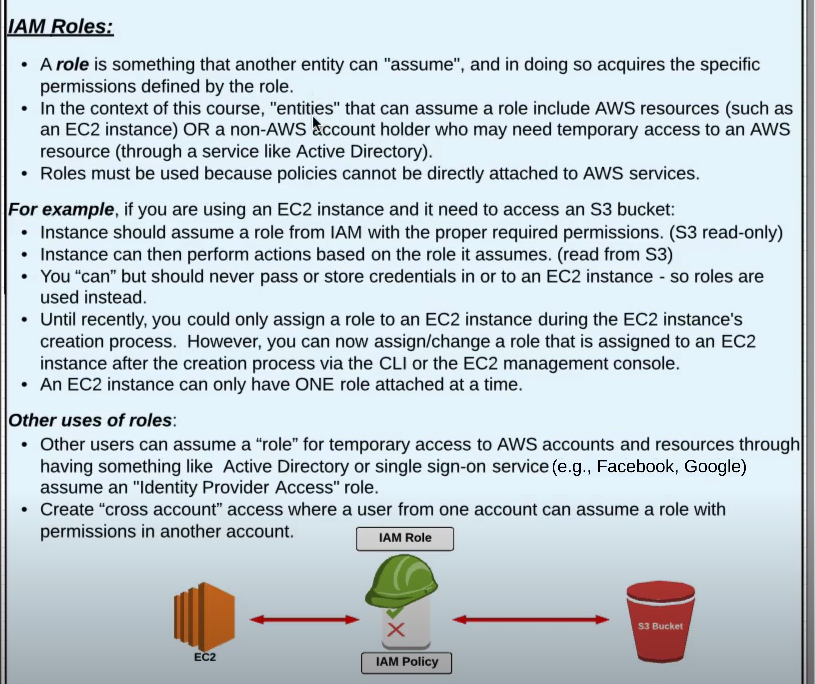 IAM Roles:
• A role is something that another entity can "assume", and in doing so acquires the specific
permissions defined by the role.
• In the context of this course, "entities" that can assume a role include AWS resources (such as
an EC2 instance) OR a non-AWS account holder who may need temporary access to an AWS
resource (through a service like Active Directory).
• Roles must be used because policies cannot be directly attached to AWS services.
For example, if you are using an EC2 instance and it need to access an S3 bucket:
• Instance should assume a role from IAM with the proper required permissions. (S3 read-only)
• Instance can then perform actions based on the role it assumes. (read from S3)
• You “can” but should never pass or store credentials in or to an EC2 instance - so roles are
used instead.
• Until recently, you could only assign a role to an EC2 instance during the EC2 instance's
creation process. However, you can now assign/change a role that is assigned to an EC2
instance after the creation process via the CLI or the EC2 management console.
• An EC2 instance can only have ONE role attached at a time.
Other uses of roles:
• Other users can assume a “role” for temporary access to AWS accounts and resources through
having something like Active Directory or single sign-on service (e.g., Facebook, Google)
assume an "Identity Provider Access" role.
• Create “cross account” access where a user from one account can assume a role with
permissions in another account.
IAM Role
S3 Bucket
EC2
IAM Policy